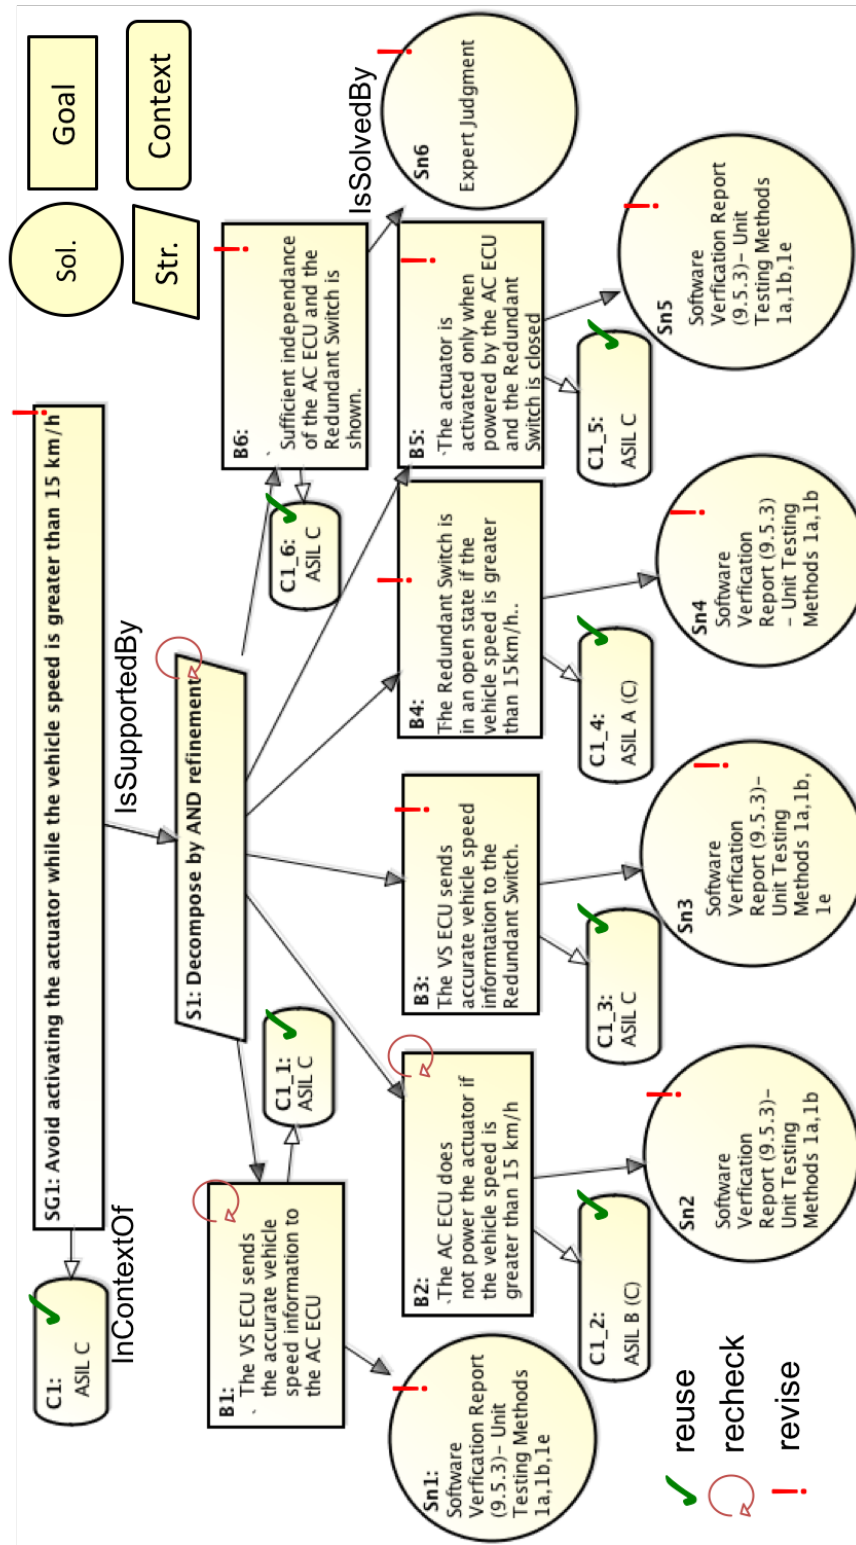 C1:
ASIL C
SG1: Avoid activating the actuator while the vehicle speed is greater than 15 km/h
InContextOf
IsSupportedBy
Sol.
Goal
Str.
Context
S1: Decompose by AND refinement
B1:
The VS ECU sends
the accurate vehicle
speed information to
the AC ECU
C1_1:
ASIL C
C1_6:
ASIL C
B6:
Sufficient independance
of the AC ECU and the
Redundant Switch is
shown.
IsSolvedBy
B2:
The AC ECU does
not power the actuator if
the vehicle speed is
greater than 15 km/h
B3:
The VS ECU sends
accurate vehicle speed
informtation to the
Redundant Switch.
B4:
The Redundant Switch is
in an open state if the
vehicle speed is greater
than 15km/h..
B5:
The actuator is
activated only when
powered by the AC ECU
and the Redundant
Switch is closed
Sn6
Expert Judgment
Sn1:
Software
Verfication Report
(9.5.3)- Unit
Testing Methods
1a,1b,1e
C1_2:
ASIL B (C)
C1_3:
ASIL C
C1_4:
ASIL A (C)
C1_5:
ASIL C
Sn2
Software
Verfication
Report (9.5.3)-
Unit Testing
Methods 1a,1b
Sn3
Software
Verfication
Report (9.5.3)-
Unit Testing
Methods 1a,1b,
1e
Sn4
Software
Verfication
Report (9.5.3)
- Unit Testing
Methods 1a,1b
Sn5
Software
Verfication Report
(9.5.3)- Unit
Testing Methods
1a,1b,1e
reuse
recheck
revise